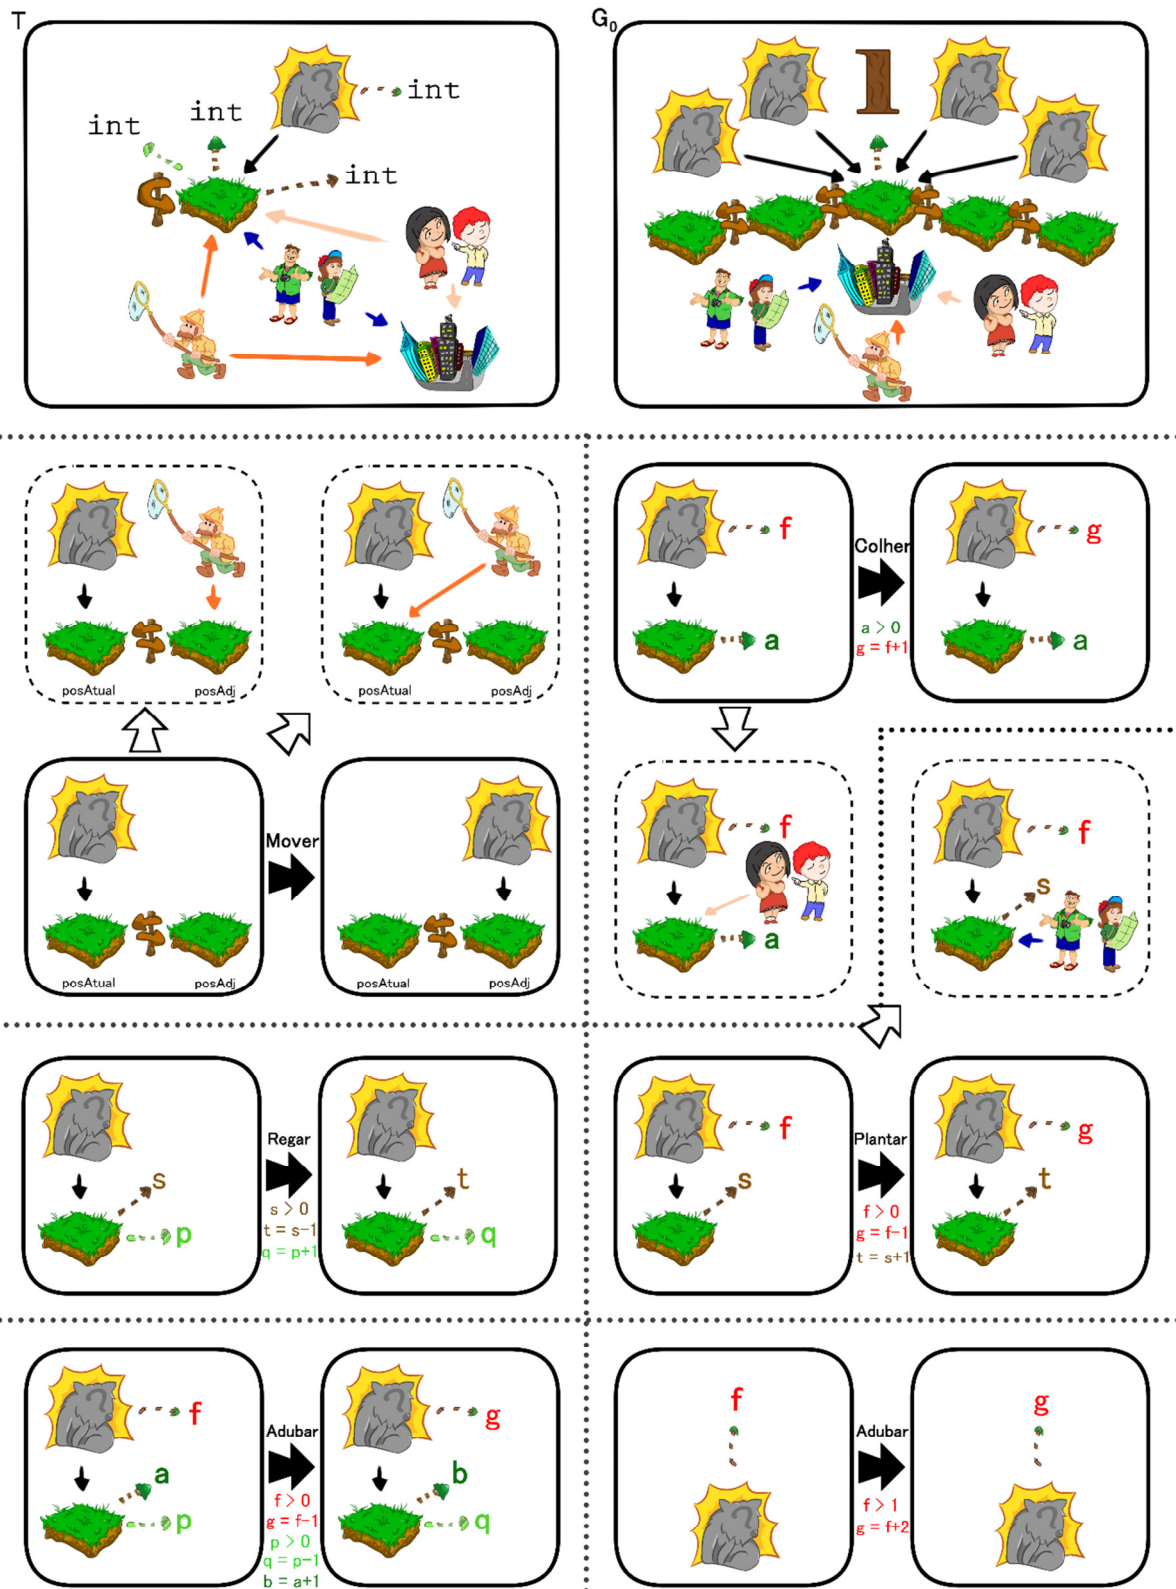 T
G₀
int
int
int
int
1
f
Colher
g
a > 0
g = f+1
a
a
posAtual posAdj
posAtual posAdj
Mover
f
a
f
s
posAtual posAdj
posAtual posAdj
s
Regar
t
s > 0
t = s-1
q = p+1
p
q
f
Plantar
g
s
t
f > 0
g = f-1
t = s+1
f
Adubar
g
a
b
f > 0
g = f-1
p > 0
q = p-1
b = a+1
p
q
f
g
Adubar
f > 1
g = f+2